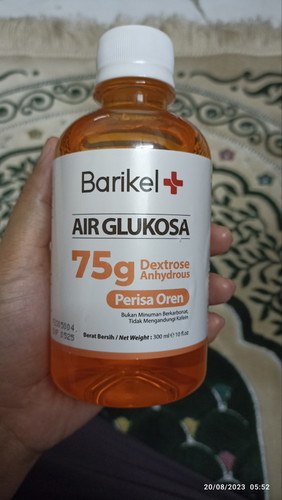 Barikel
AIR GLUKOSA
75g Dextrose
Anhydrous
Perisa Oren
Bukan Minuman Berkarbonat,
Tidak Mengandungi Kafein
Berat Bersih / Net Weight : 300 ml e 10 fl.oz
20/08/2023 05:52